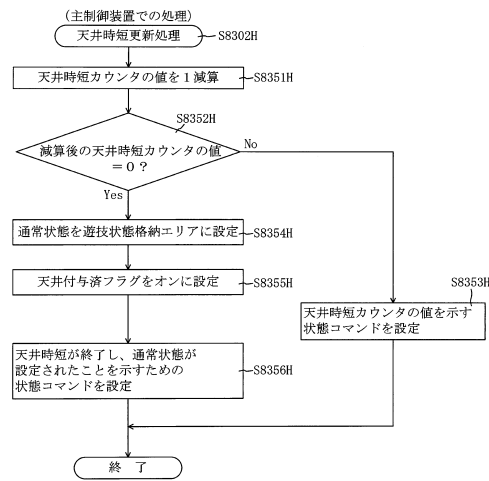 (主制御装置での処理)
天井時短更新処理
S8302H
天井時短カウンタの値を1減算
S8351H
S8352H
減算後の天井時短カウンタの値
=0?
No
Yes
通常状態を遊技状態格納エリアに設定
S8354H
天井付与済フラグをオンに設定
S8355H
S8353H
天井時短カウンタの値を示す
状態コマンドを設定
天井時短が終了し、通常状態が
設定されたことを示すための
状態コマンドを設定
S8356H
終 了